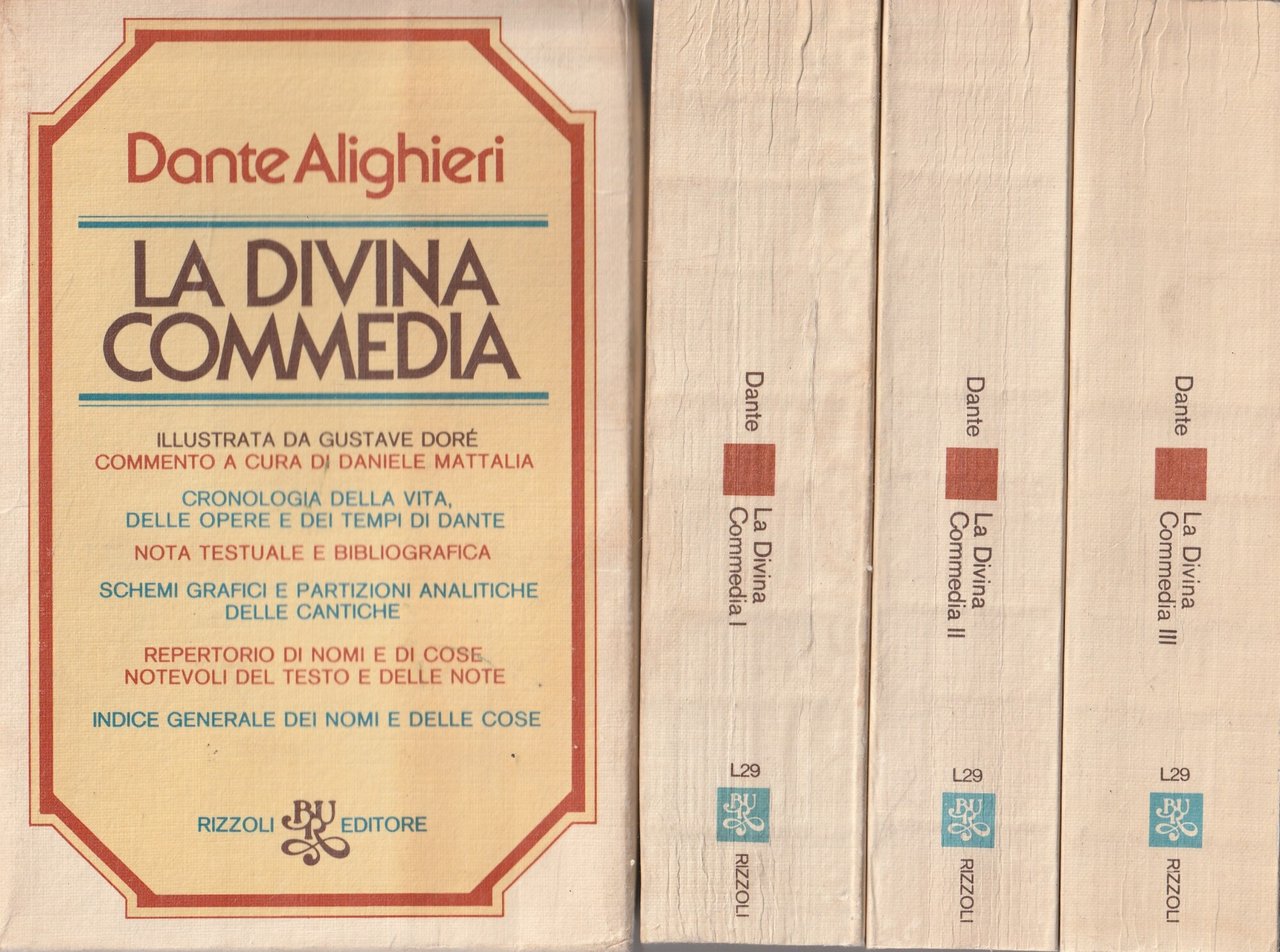 Dante Alighieri
LA DIVINA
COMMEDIA
ILLUSTRATA DA GUSTAVE DORÉ
COMMENTO A CURA DI DANIELE MATTALIA
CRONOLOGIA DELLA VITA,
DELLE OPERE E DEI TEMPI DI DANTE
NOTA TESTUALE E BIBLIOGRAFICA
SCHEMI GRAFICI E PARTIZIONI ANALITICHE
DELLE CANTICHE
REPERTORIO DI NOMI E DI COSE
NOTEVOLI DEL TESTO E DELLE NOTE
INDICE GENERALE DEI NOMI E DELLE COSE
RIZZOLI BUR EDITORE
Dante
La Divina
Commedia I
L29
BUR
RIZZOLI
Dante
La Divina
Commedia II
L29
BUR
RIZZOLI
Dante
La Divina
Commedia III
L29
BUR
RIZZOLI